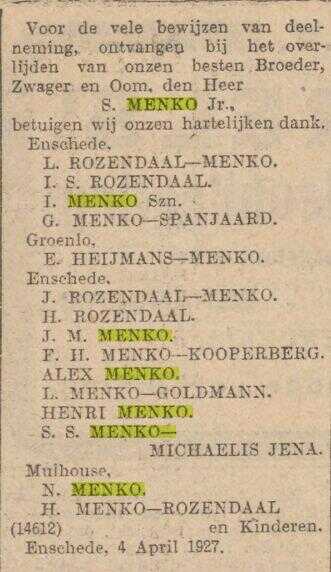 Voor de vele bewijzen van deel-
neming, ontvangen bij het over-
lijden van onzen besten Broeder,
Zwager en Oom, den Heer
S. MENKO Jr.,
betuigen wij onzen hartelijken dank.
Enschede.
L. ROZENDAAL—MENKO.
I. S. ROZENDAAL.
I. MENKO Szn.
G. MENKO—SPANJAARD.
Groenlo.
E. HEIJMANS—MENKO.
Enschede.
J. ROZENDAAL—MENKO.
H. ROZENDAAL.
J. M. MENKO.
F. H. MENKO—KOOPERBERG.
ALEX MENKO.
L. MENKO—GOLDMANN.
HENRI MENKO.
S. S. MENKO—
MICHAELIS JENA.
Mulhouse.
N. MENKO.
H. MENKO—ROZENDAAL
(14612) en Kinderen.
Enschede, 4 April 1927.